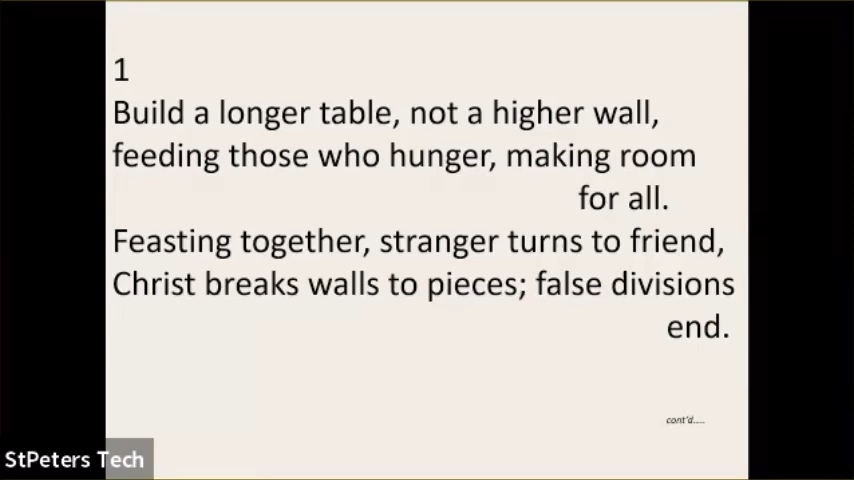 1
Build a longer table, not a higher wall,
feeding those who hunger, making room
for all.
Feasting together, stranger turns to friend,
Christ breaks walls to pieces; false divisions
end.
cont'd.....
StPeters Tech